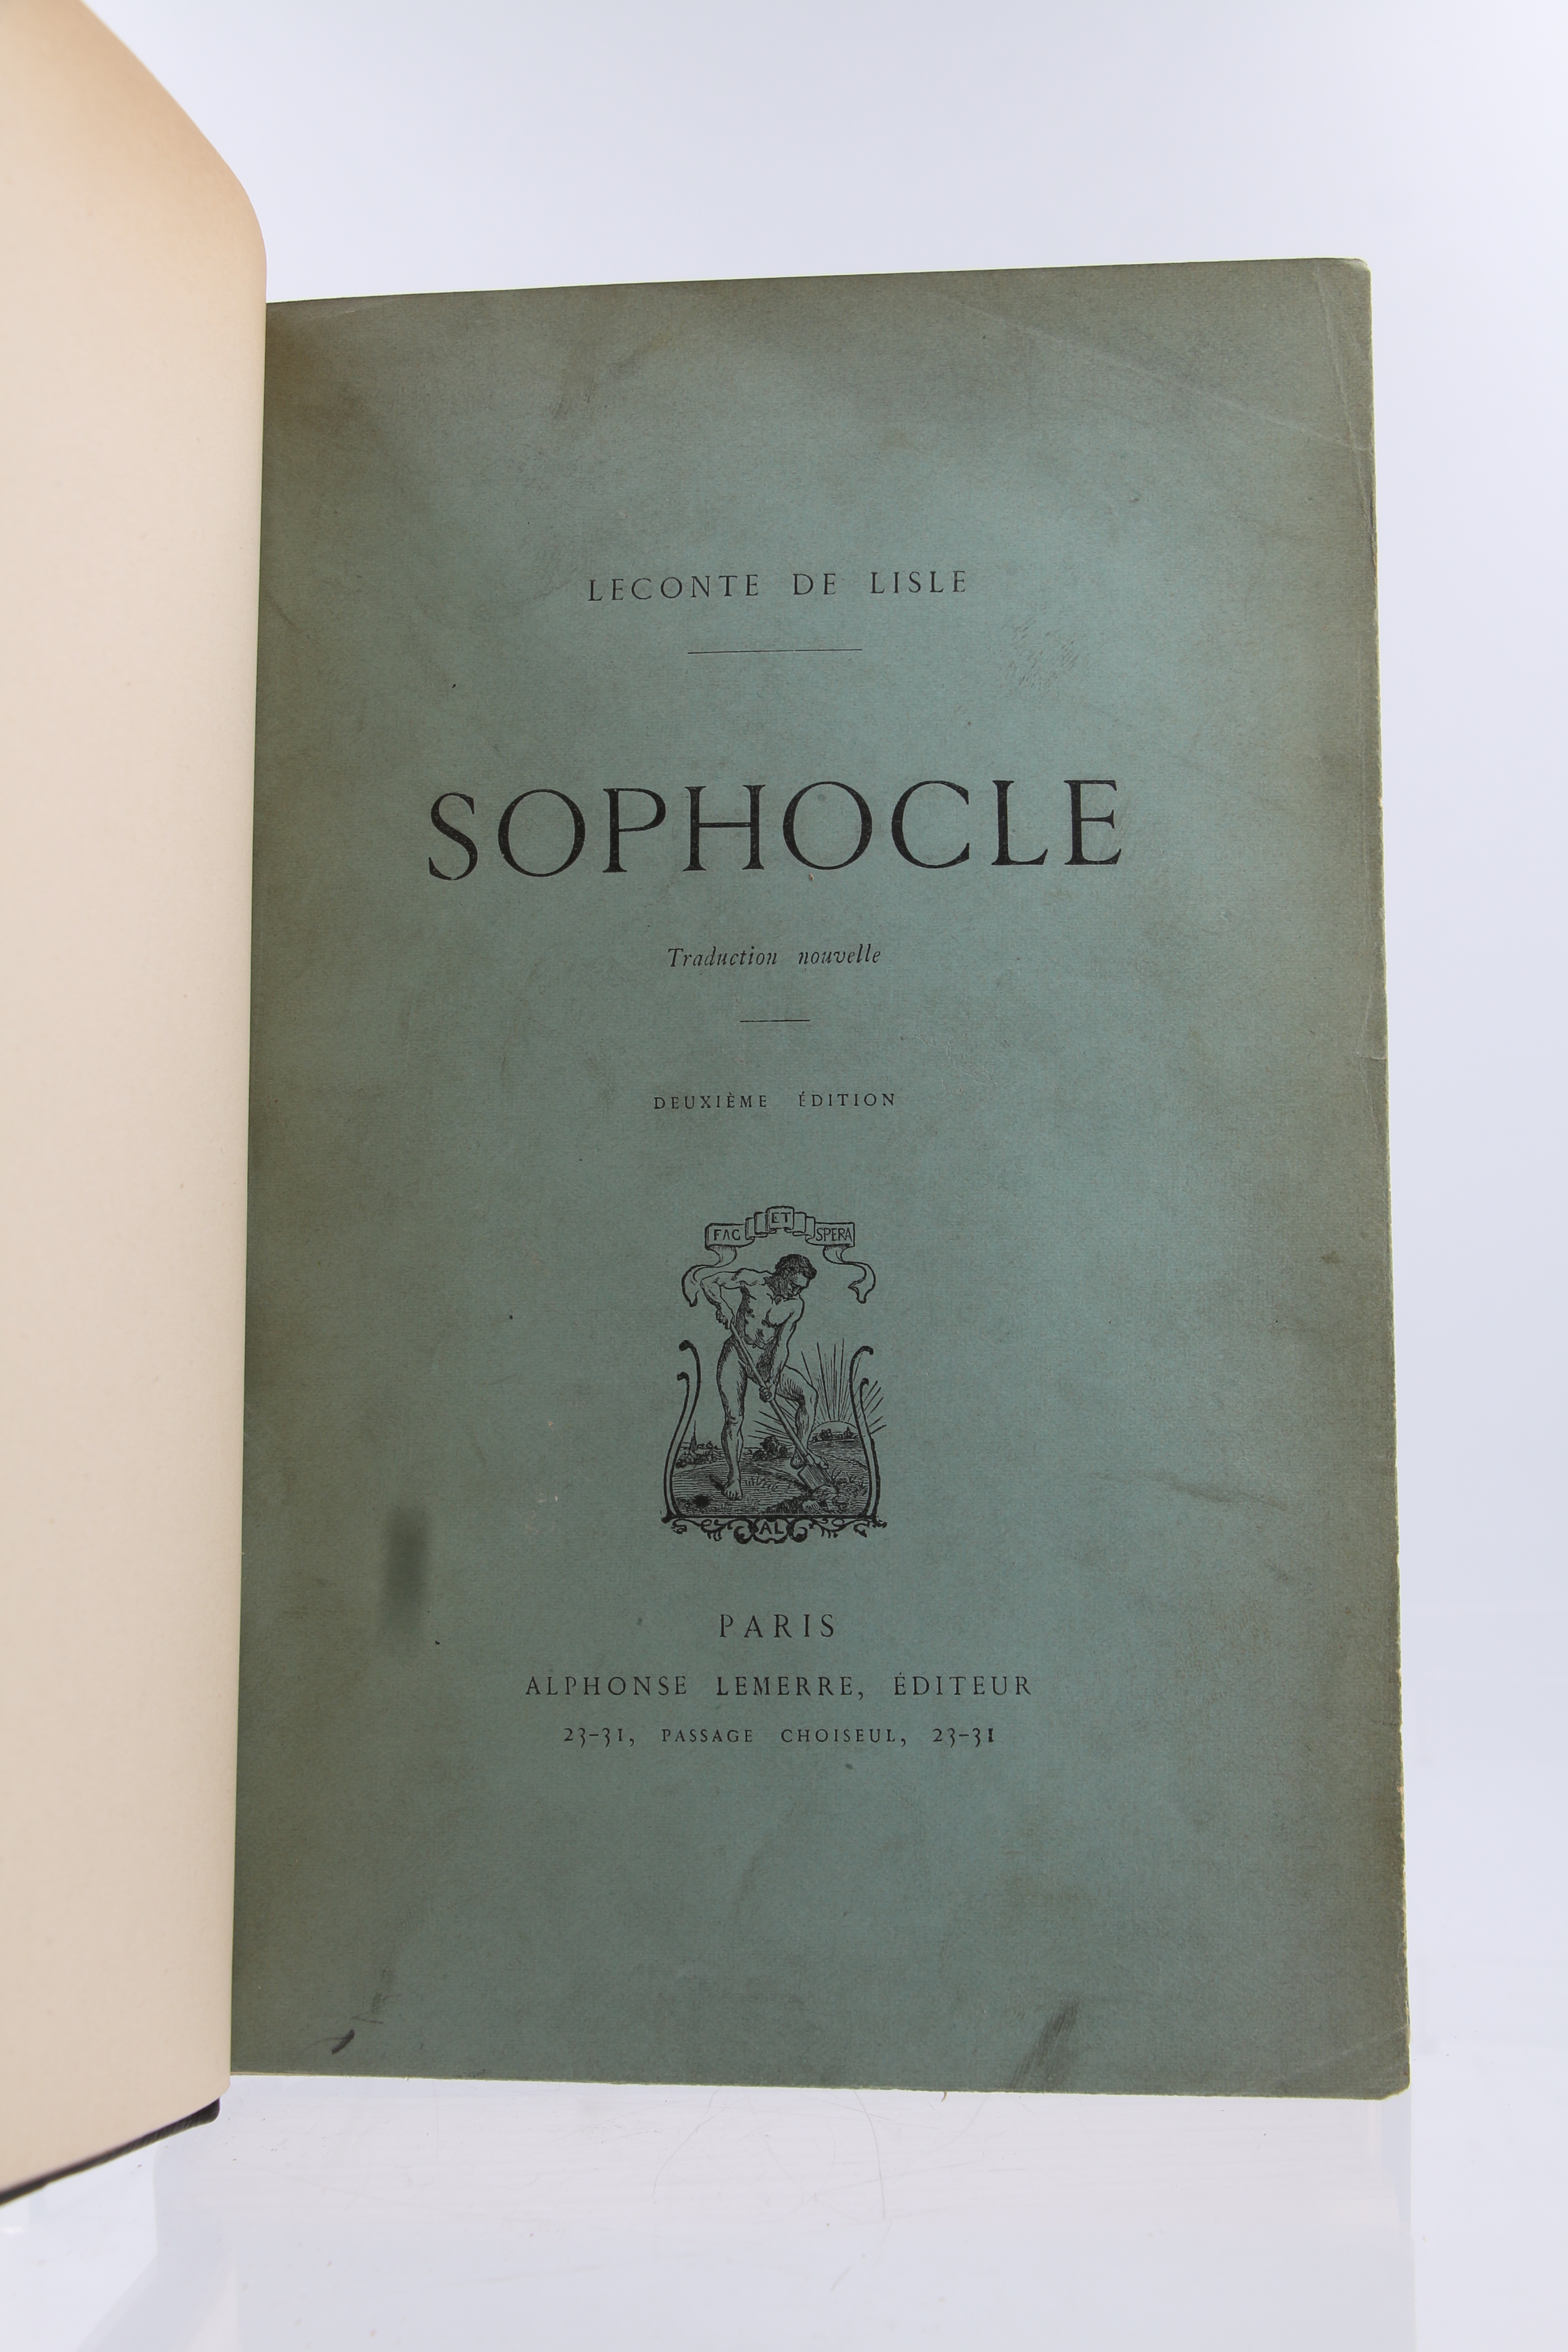 LECONTE DE LISLE
SOPHOCLE
Traduction nouvelle
DEUXIÈME ÉDITION
FAC ET SPERA
AL
PARIS
ALPHONSE LEMERRE, ÉDITEUR
23-31, PASSAGE CHOISEUL, 23-31